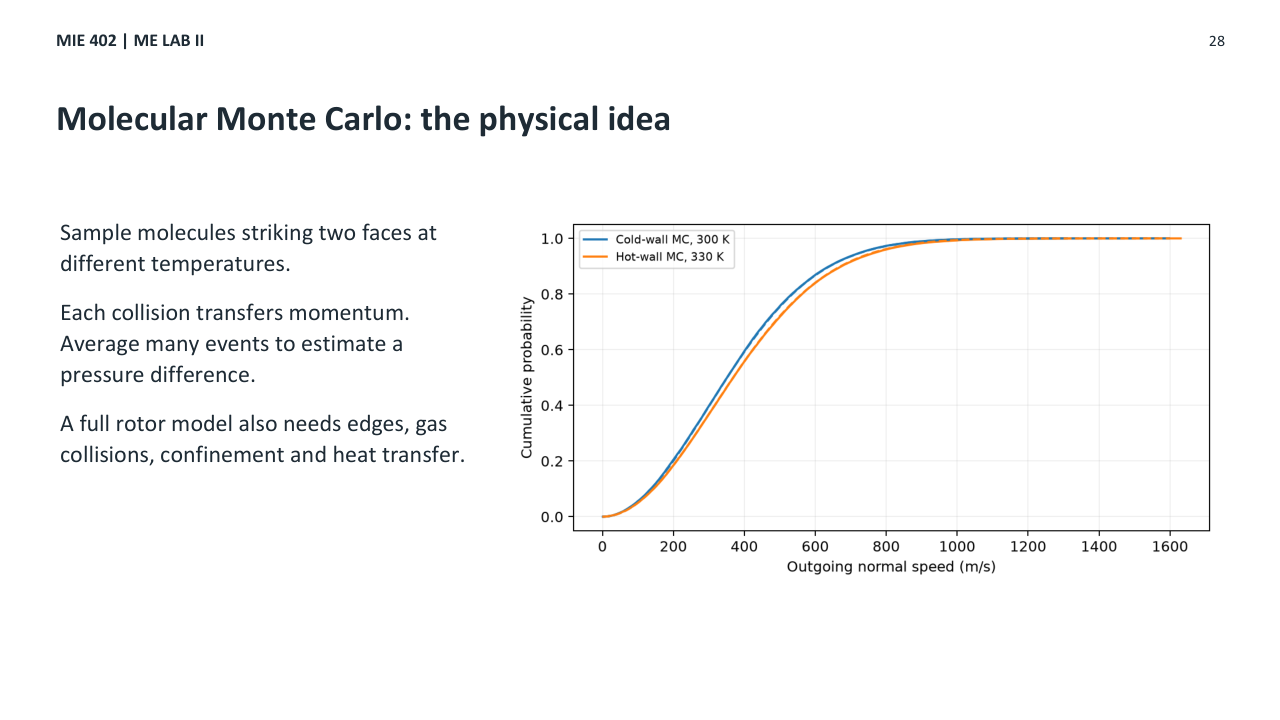 MIE 402 | ME LAB II
28
Molecular Monte Carlo: the physical idea
Sample molecules striking two faces at
different temperatures.
Each collision transfers momentum.
Average many events to estimate a
pressure difference.
A full rotor model also needs edges, gas
collisions, confinement and heat transfer.
Cold-wall MC, 300 K
Hot-wall MC, 330 K
Cumulative probability
1.0
0.8
0.6
0.4
0.2
0.0
0 200 400 600 800 1000 1200 1400 1600
Outgoing normal speed (m/s)